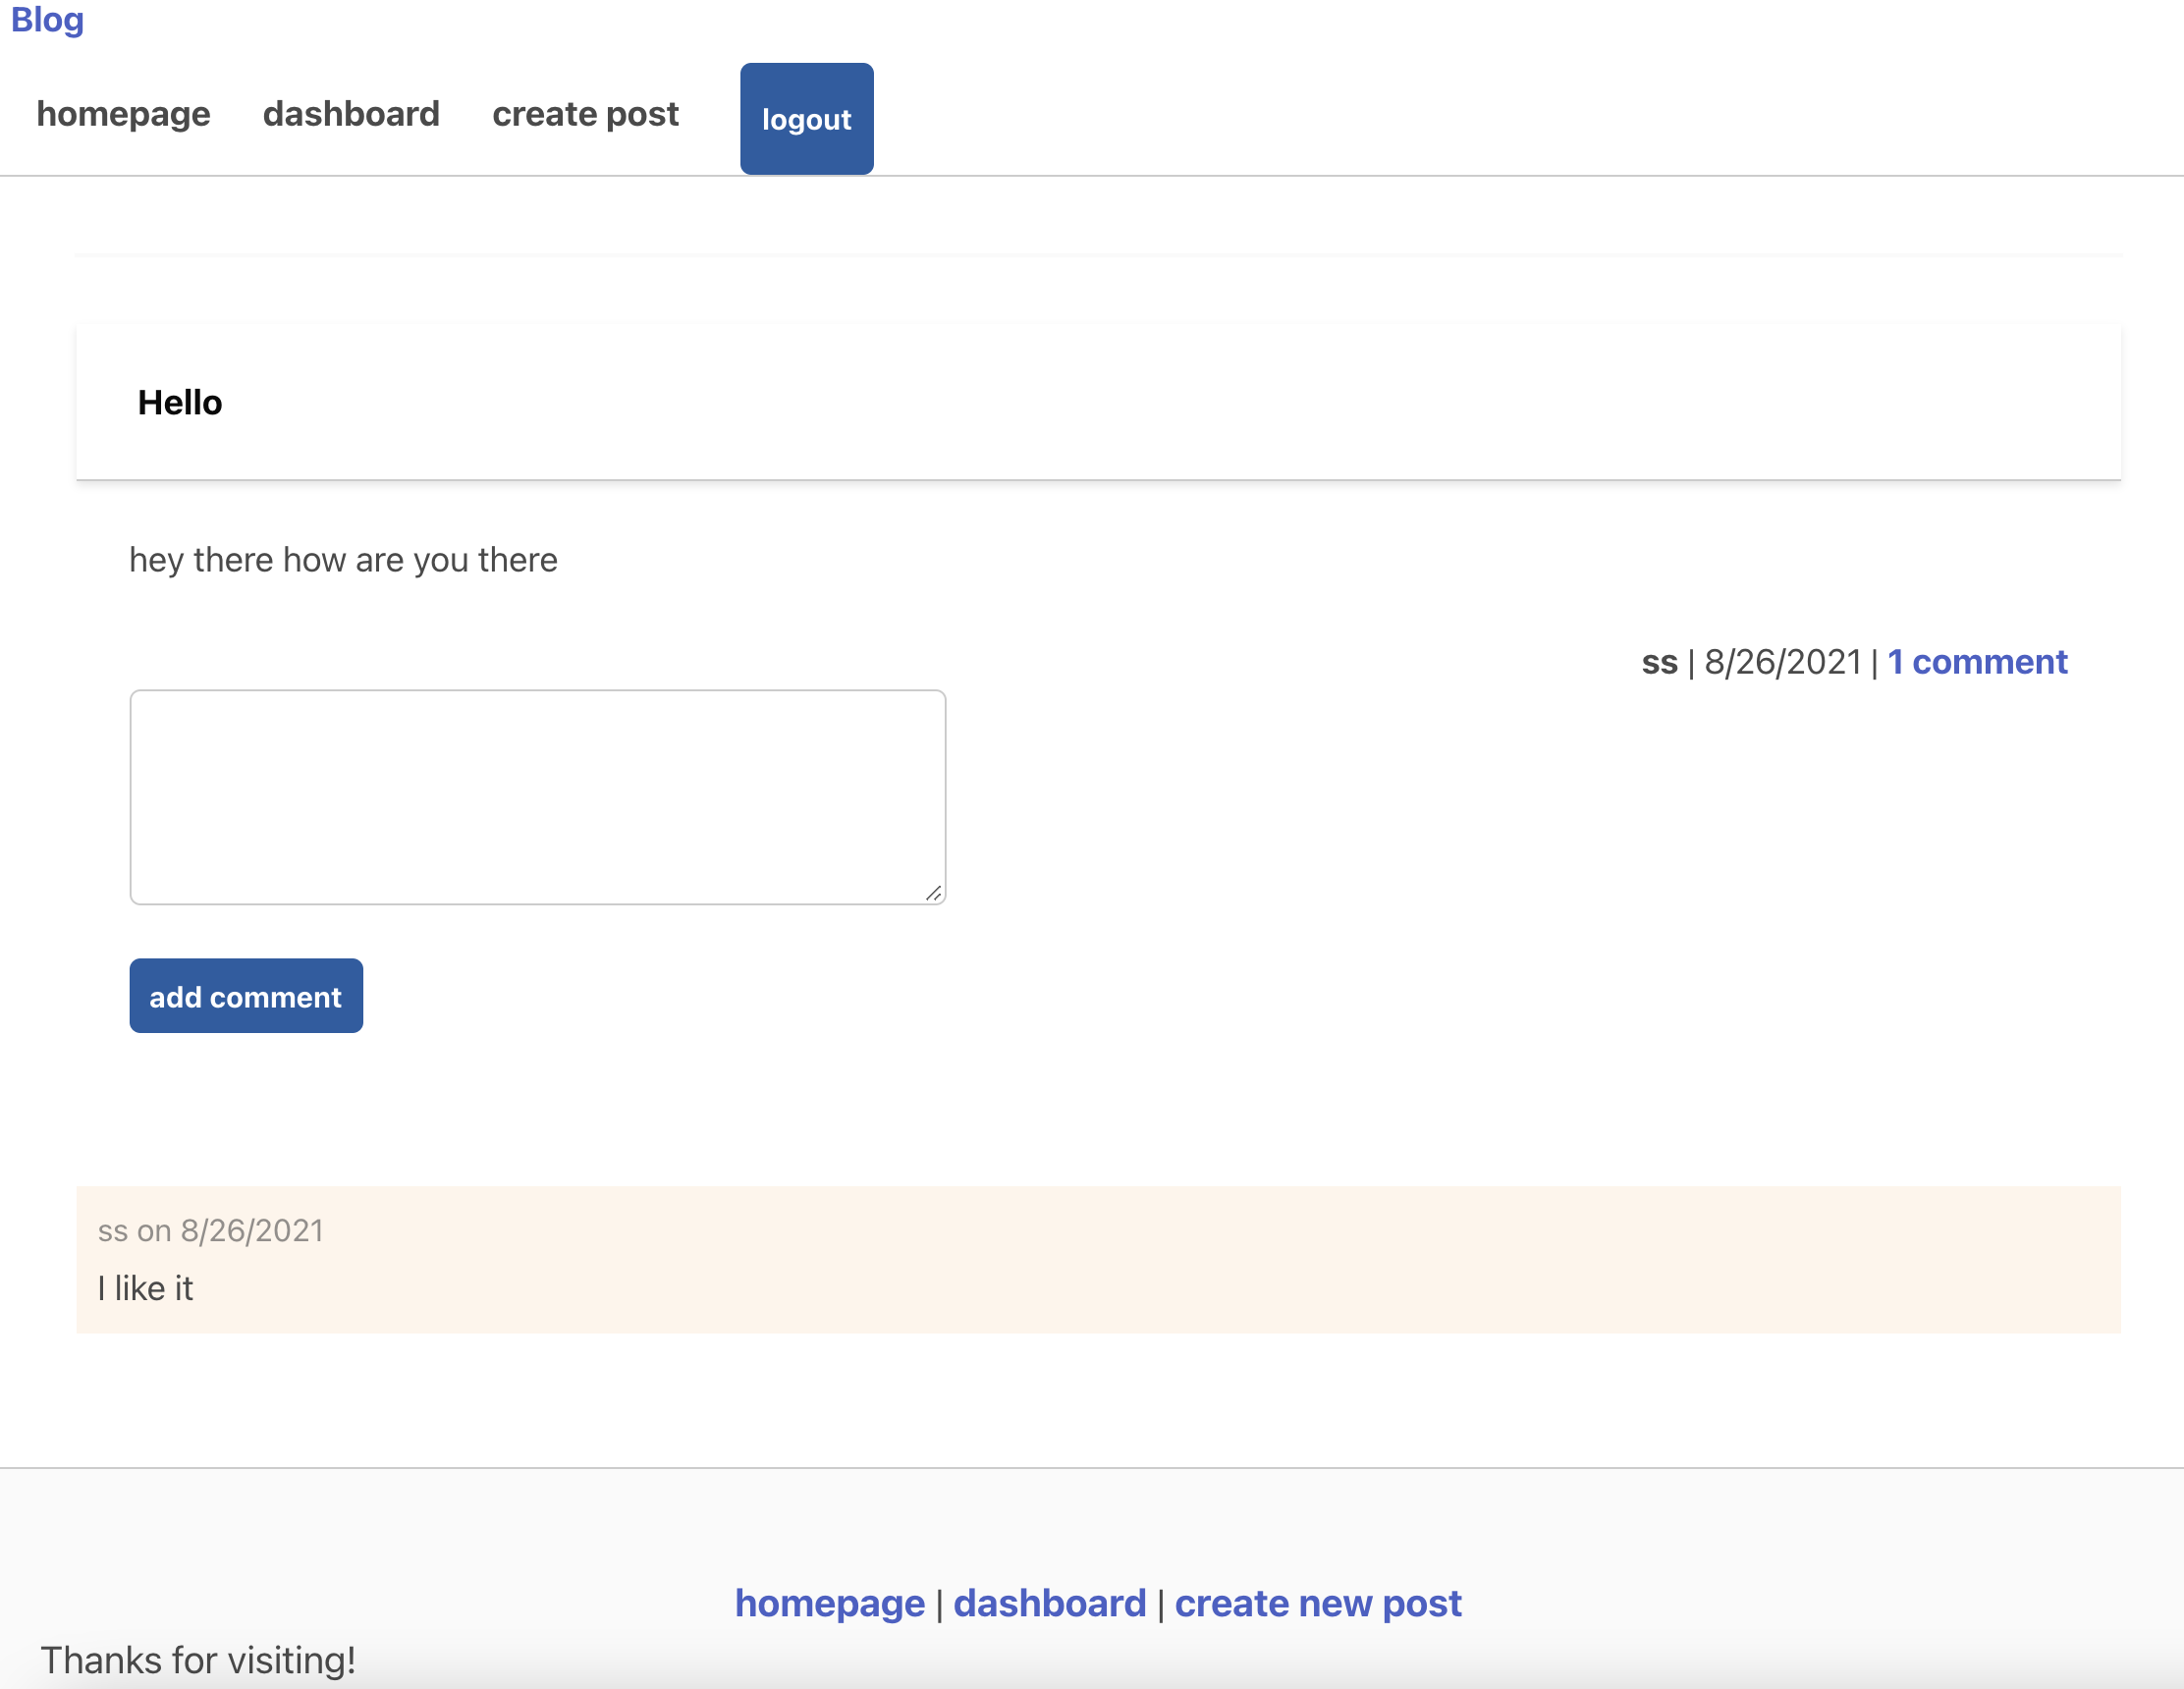 Blog
homepage dashboard create post logout
Hello
hey there how are you there
ss | 8/26/2021 | 1 comment
add comment
ss on 8/26/2021
I like it
homepage | dashboard | create new post
Thanks for visiting!